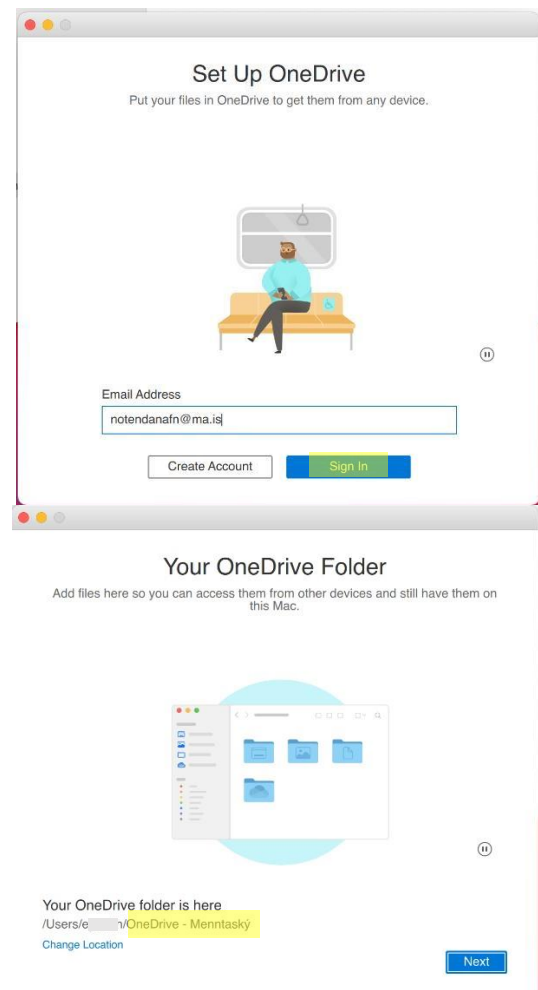 Set Up OneDrive
Put your files in OneDrive to get them from any device.
Email Address
notendanafn@ma.is
Create Account
Sign In
Your OneDrive Folder
Add files here so you can access them from other devices and still have them on
this Mac.
Your OneDrive folder is here
/Users/e n/OneDrive - Menntaský
Change Location
Next